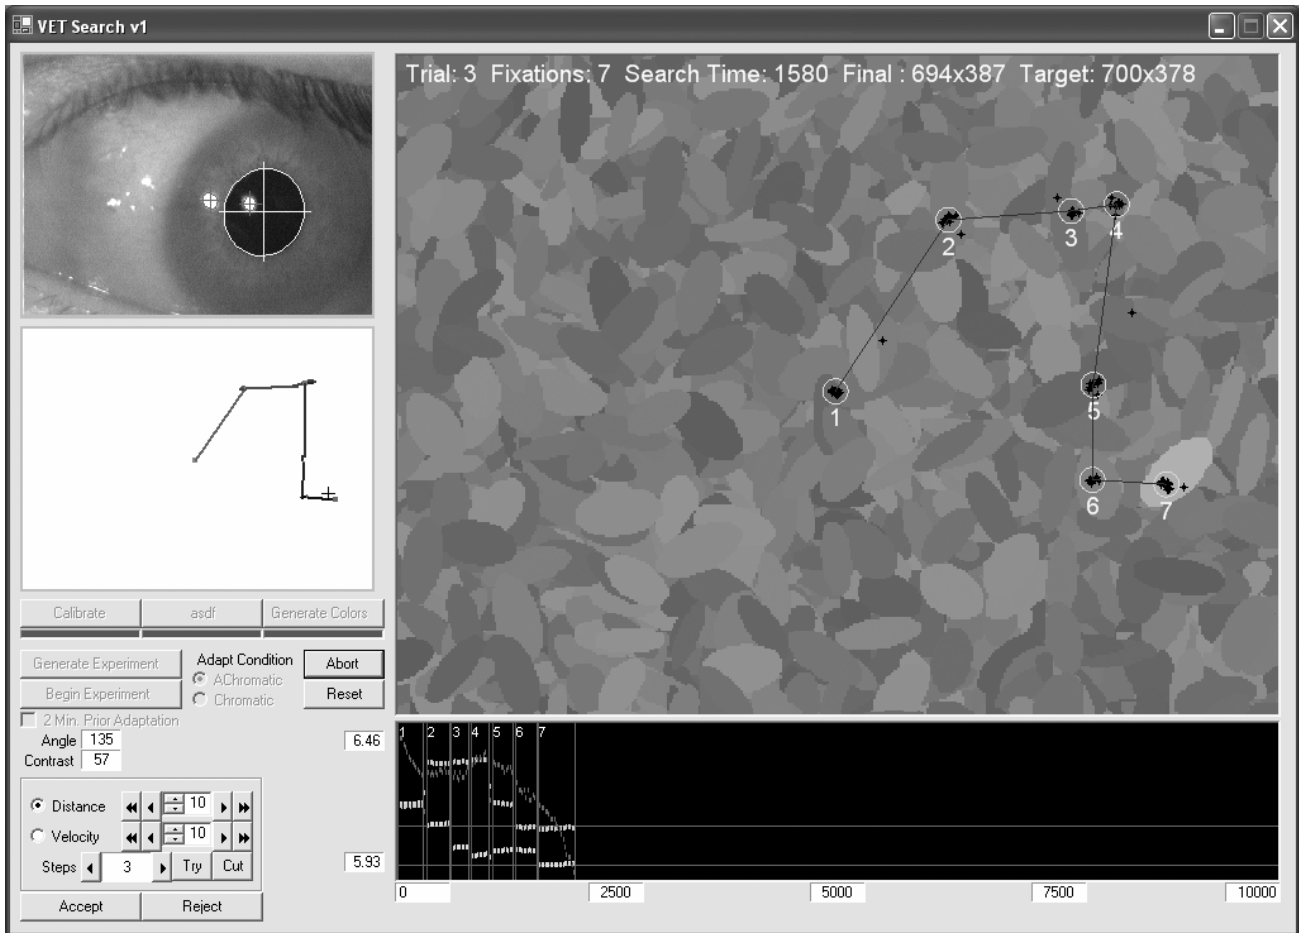 VET Search v1
Trial: 3 Fixations: 7 Search Time: 1580 Final : 694x387 Target: 700x378
2
3
4
1
5
6
7
Calibrate asdf Generate Colors
Generate Experiment
Adapt Condition
Abort
Begin Experiment
AChromatic
Chromatic
Reset
2 Min. Prior Adaptation
Angle 135
6.46
Contrast 57
1 2 3 4 5 6 7
Distance 10
Velocity 10
Steps 3 Try Cut
5.93
0 2500 5000 7500 10000
Accept Reject